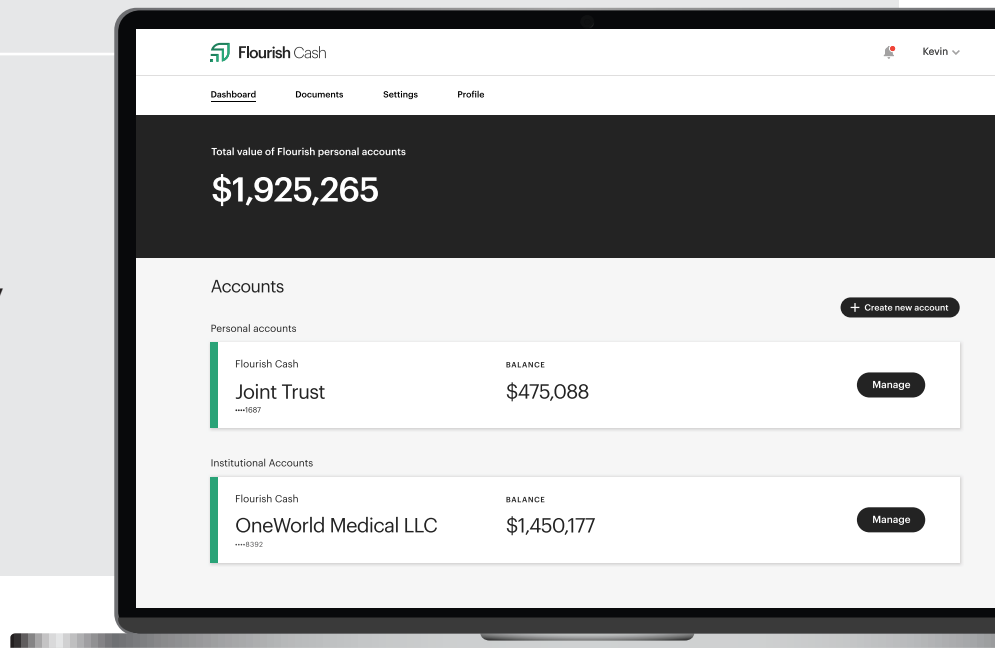 Flourish Cash
Kevin
Dashboard Documents Settings Profile
Total value of Flourish personal accounts
$1,925,265
Accounts
+ Create new account
Personal accounts
Flourish Cash
BALANCE
Joint Trust
$475,088
Manage
••••1687
Institutional Accounts
Flourish Cash
BALANCE
OneWorld Medical LLC
$1,450,177
Manage
••••8392